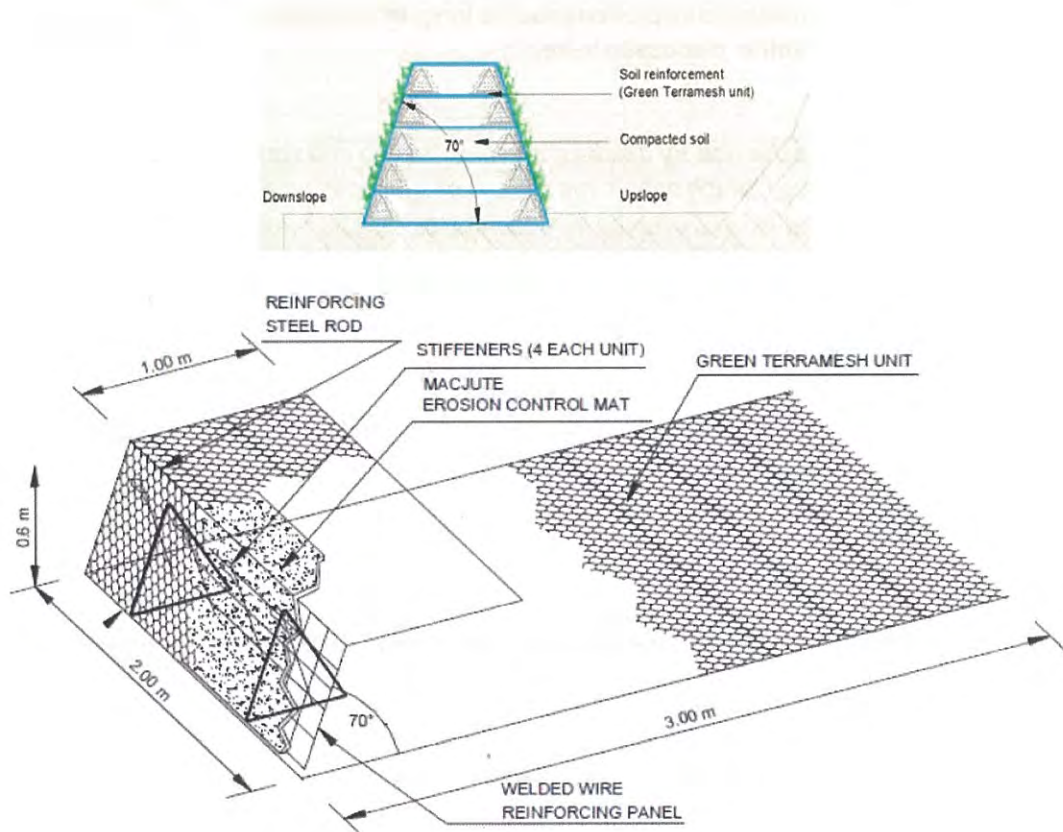 Soil reinforcement
(Green Terramesh unit)
Compacted soil
70°
Downslope
Upslope
REINFORCING
STEEL ROD
1.00 m
STIFFENERS (4 EACH UNIT)
GREEN TERRAMESH UNIT
MACJUTE
EROSION CONTROL MAT
0.6 m
2.00 m
70°
3.00 m
WELDED WIRE
REINFORCING PANEL